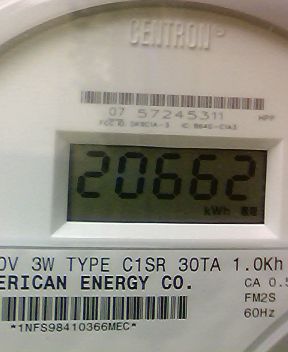 CENTRON
07 57245311
HPP
20662
kWh
0V 3W TYPE C1SR 30TA 1.0Kh
ERICAN ENERGY CO.
CA 0.5
FM2S
*1NFS98410366MEC*
60Hz